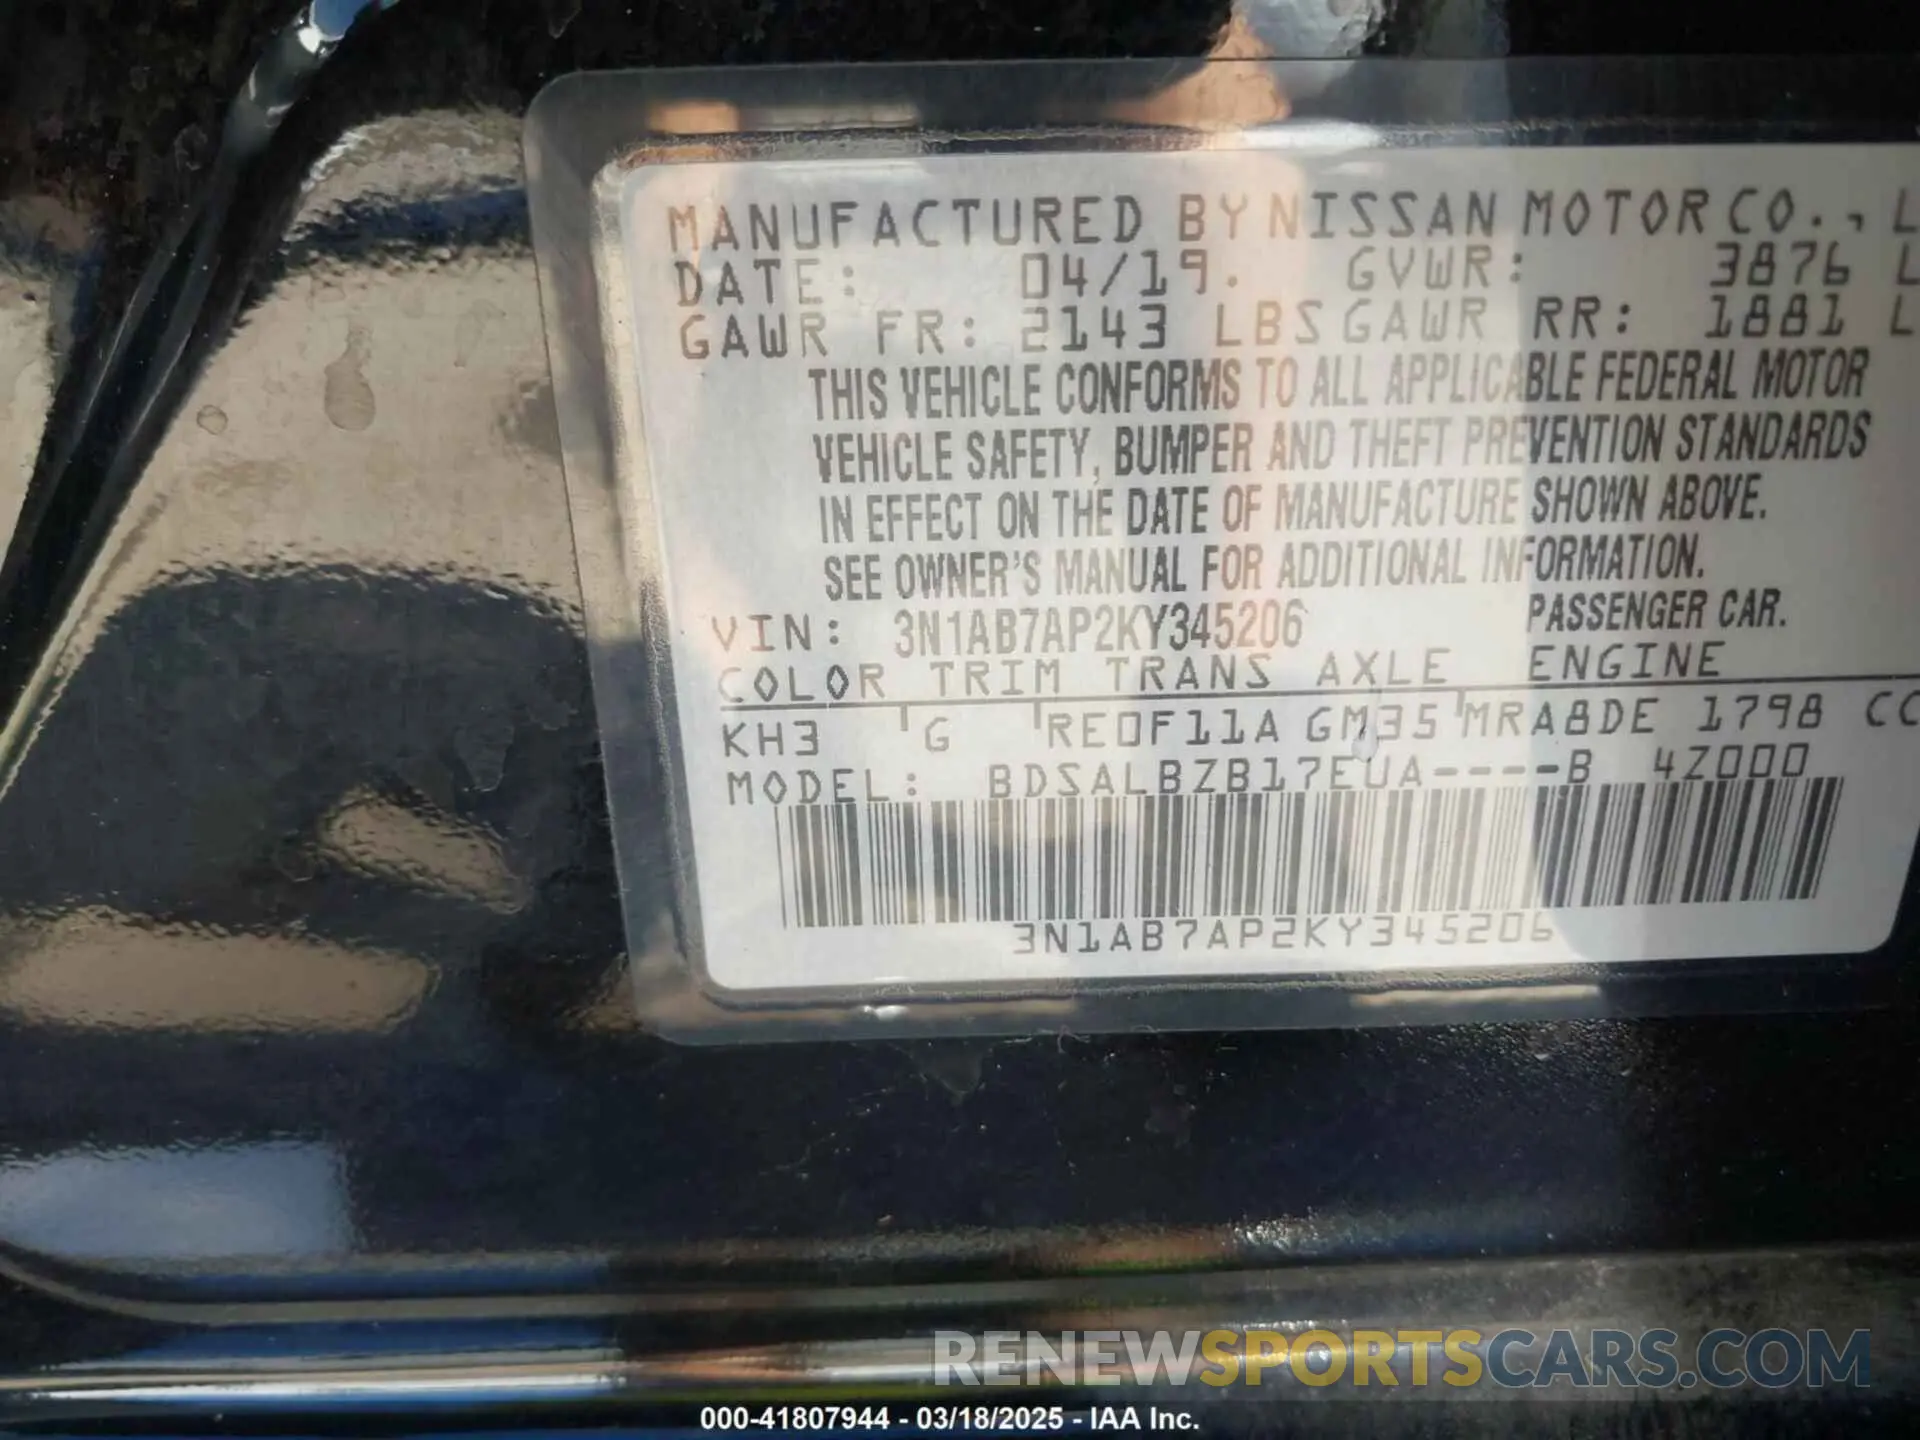 MANUFACTURED BY NISSAN MOTOR CO., L
DATE: 04/19. GVWR: 3876 L
GAWR FR: 2143 LBS GAWR RR: 1881 L
THIS VEHICLE CONFORMS TO ALL APPLICABLE FEDERAL MOTOR
VEHICLE SAFETY, BUMPER AND THEFT PREVENTION STANDARDS
IN EFFECT ON THE DATE OF MANUFACTURE SHOWN ABOVE.
SEE OWNER'S MANUAL FOR ADDITIONAL INFORMATION.
VIN: 3N1AB7AP2KY345206 PASSENGER CAR.
COLOR TRIM TRANS AXLE ENGINE
KH3 G RE0F11A GM35 MRA8DE 1798 CC
MODEL: BDSALBZB17EUA----B 4Z000
3N1AB7AP2KY345206
RENEWSPORTSCARS.COM
000-41807944 - 03/18/2025 - IAA Inc.